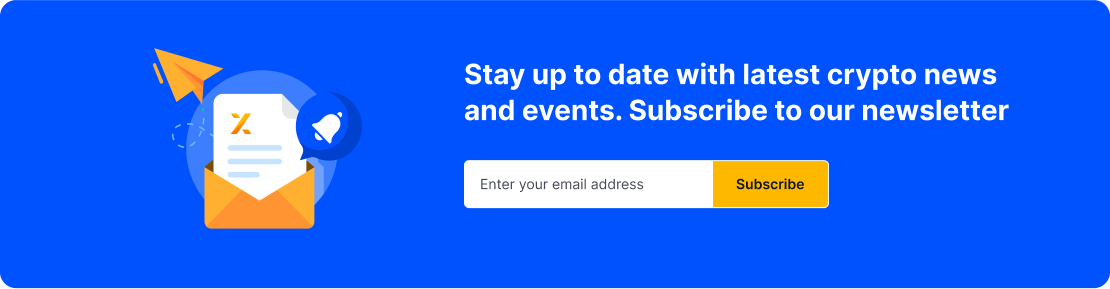 Stay up to date with latest crypto news
and events. Subscribe to our newsletter
Enter your email address
Subscribe